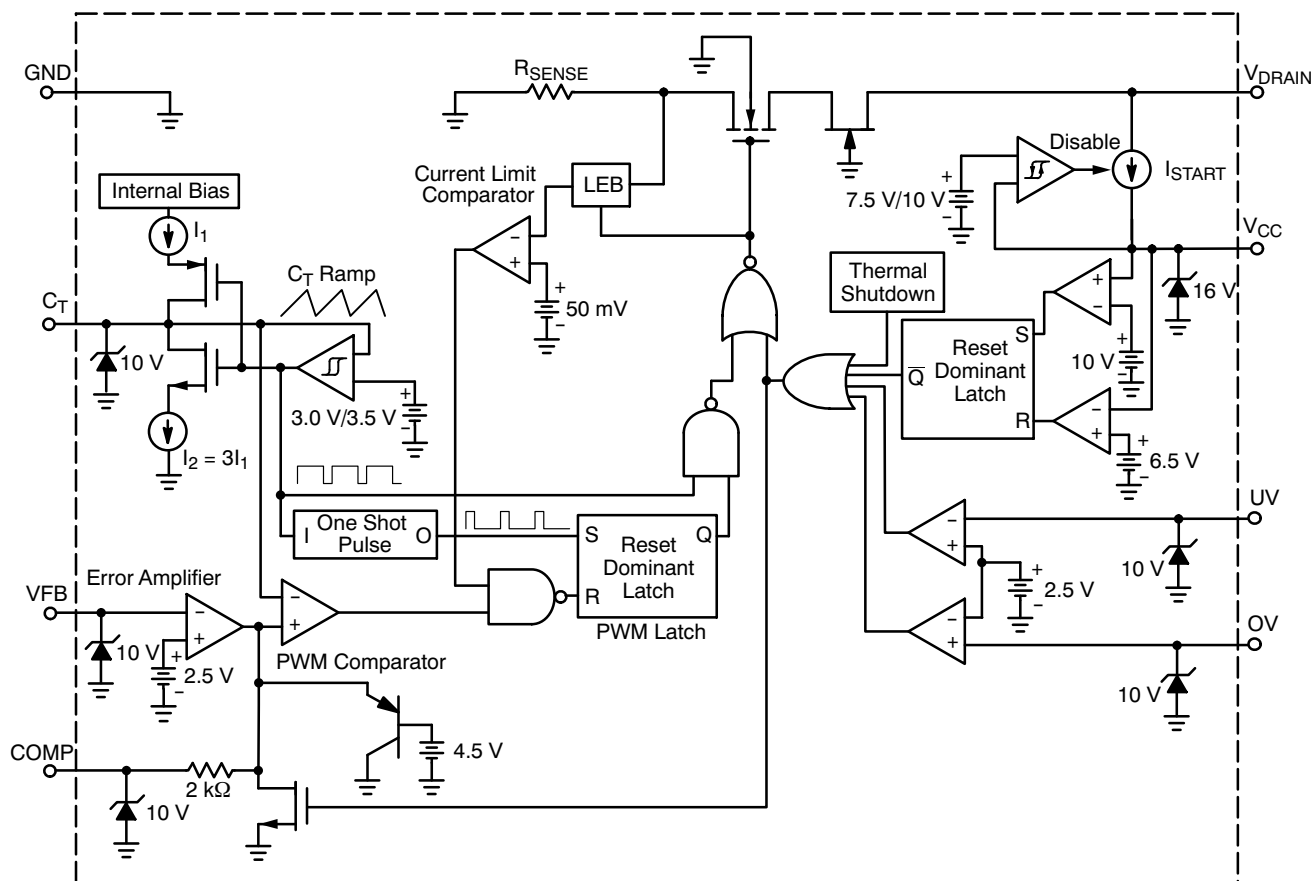 GND
R_SENSE
V_DRAIN
Disable
I_START
7.5 V/10 V
+
-
Current Limit
Comparator
LEB
Internal Bias
I_1
V_CC
C_T Ramp
C_T
-
+
+
50 mV
-
Thermal
Shutdown
+
-
16 V
10 V
S
Reset
Dominant
Latch
Q̅
R
10 V
+
-
-
+
+
6.5 V
-
+
3.0 V/3.5 V
-
I_2 = 3I_1
I
One Shot
Pulse
O
S
Reset
Dominant
Latch
Q
R
PWM Latch
UV
-
+
10 V
+
2.5 V
-
VFB
Error Amplifier
-
+
10 V
+
2.5 V
-
-
+
PWM Comparator
OV
-
+
10 V
4.5 V
COMP
2 kΩ
10 V